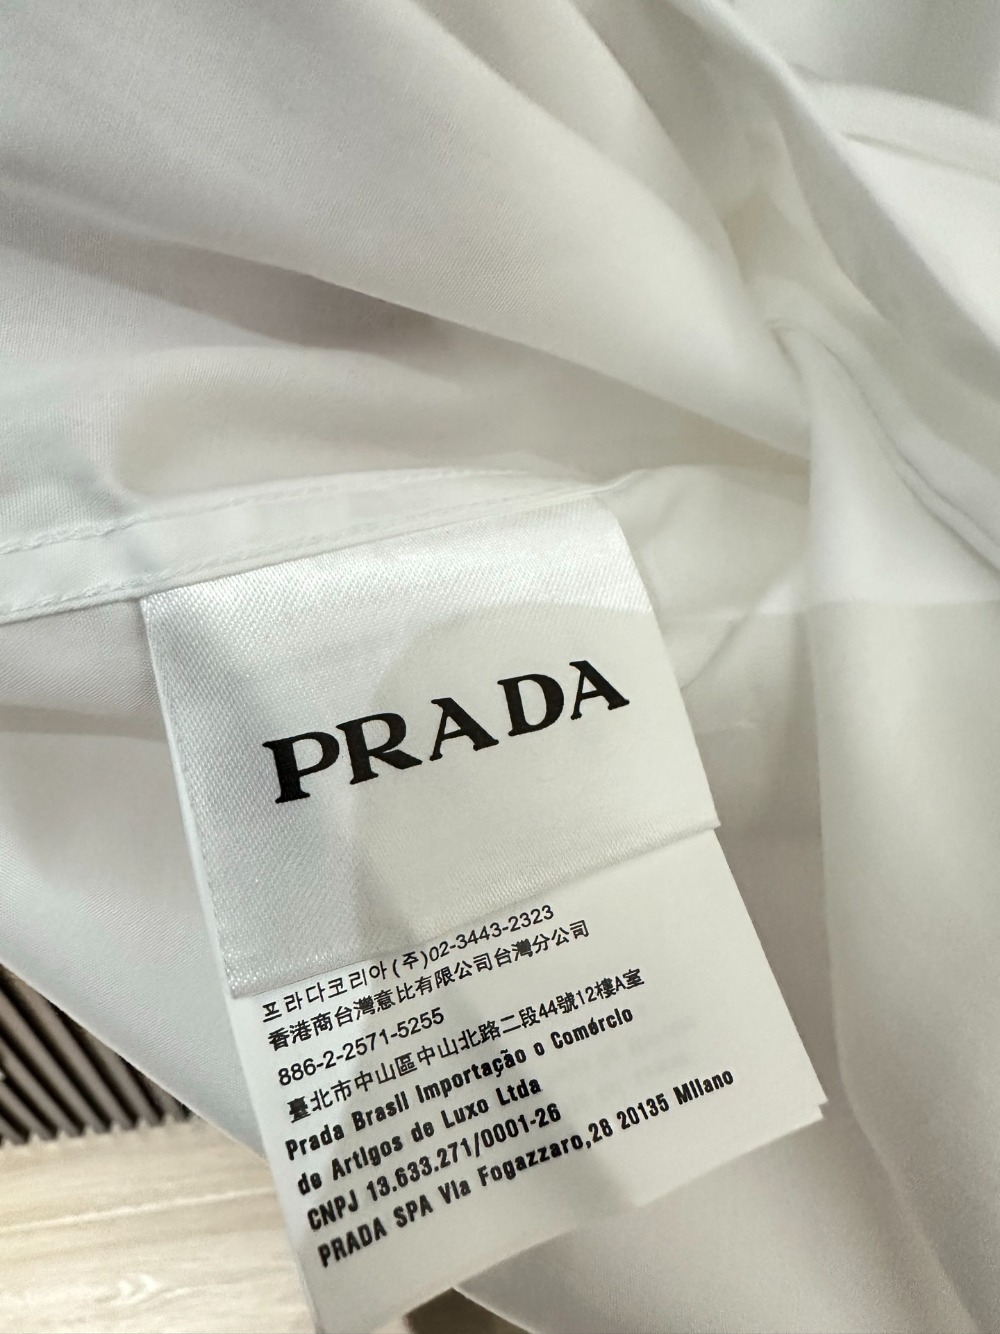 PRADA
프라다코리아(주)02-3443-2323
香港商台灣意比有限公司台灣分公司
886-2-2571-5255
臺北市中山區中山北路二段44號12樓A室
Prada Brasil Importação o Comércio
de Artigos de Luxo Ltda
CNPJ 13.633.271/0001-26
PRADA SPA Via Fogazzaro,28 20135 Milano